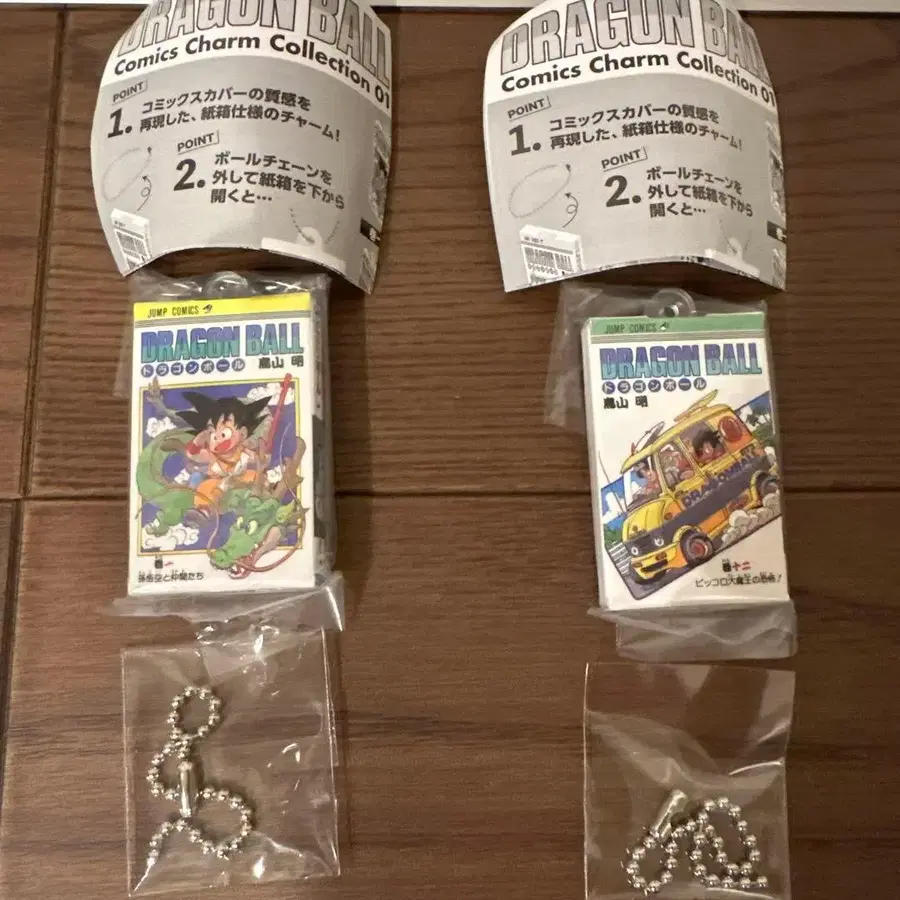 DRAGON BALL
Comics Charm Collection 01
POINT
1. コミックスカバーの質感を
再現した、紙箱仕様のチャーム!
POINT
2. ボールチェーンを
外して紙箱を下から
開くと…
DRAGON BALL
Comics Charm Collection 01
POINT
1. コミックスカバーの質感を
再現した、紙箱仕様のチャーム!
POINT
2. ボールチェーンを
外して紙箱を下から
開くと…
DRAGON BALL
JUMP COMICS
DRAGON BALL
ドラゴンボール 鳥山 明
巻一
孫悟空と仲間たち
JUMP COMICS
DRAGON BALL
ドラゴンボール
鳥山 明
DRAGONBALL
巻十二
ピッコロ大魔王の恐怖!